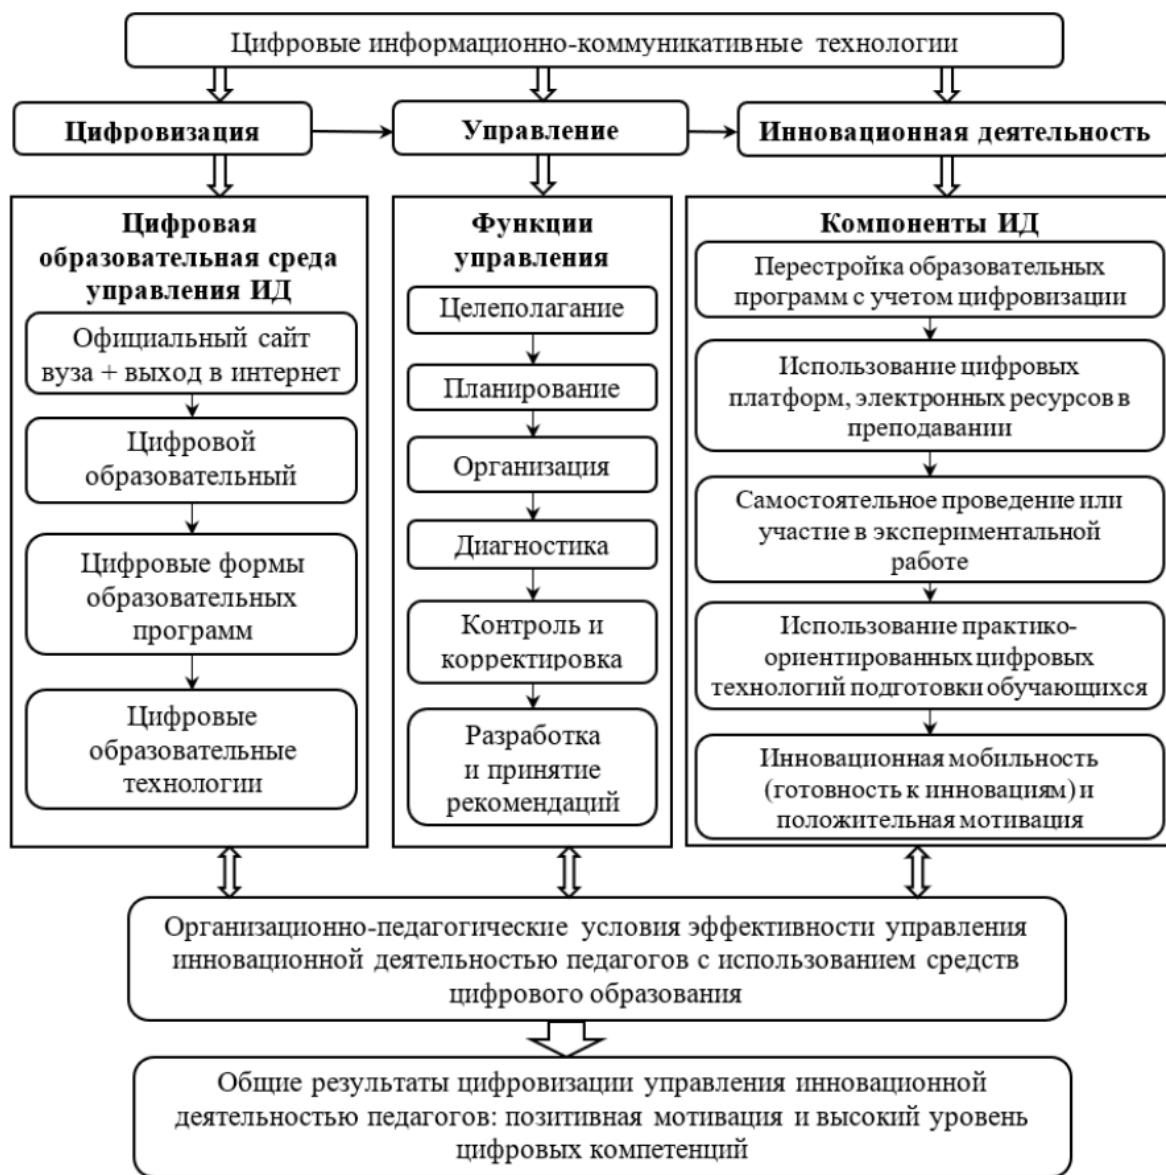 Цифровые информационно-коммуникативные технологии
Цифровизация
Управление
Инновационная деятельность
Цифровая
образовательная среда
управления ИД
Официальный сайт
вуза + выход в интернет
Цифровой
образовательный
Цифровые формы
образовательных
программ
Цифровые
образовательные
технологии
Функции
управления
Целеполагание
Планирование
Организация
Диагностика
Контроль и
корректировка
Разработка
и принятие
рекомендаций
Компоненты ИД
Перестройка образовательных
программ с учетом цифровизации
Использование цифровых
платформ, электронных ресурсов в
преподавании
Самостоятельное проведение или
участие в экспериментальной
работе
Использование практико-
ориентированных цифровых
технологий подготовки обучающихся
Инновационная мобильность
(готовность к инновациям) и
положительная мотивация
Организационно-педагогические условия эффективности управления
инновационной деятельностью педагогов с использованием средств
цифрового образования
Общие результаты цифровизации управления инновационной
деятельностью педагогов: позитивная мотивация и высокий уровень
цифровых компетенций